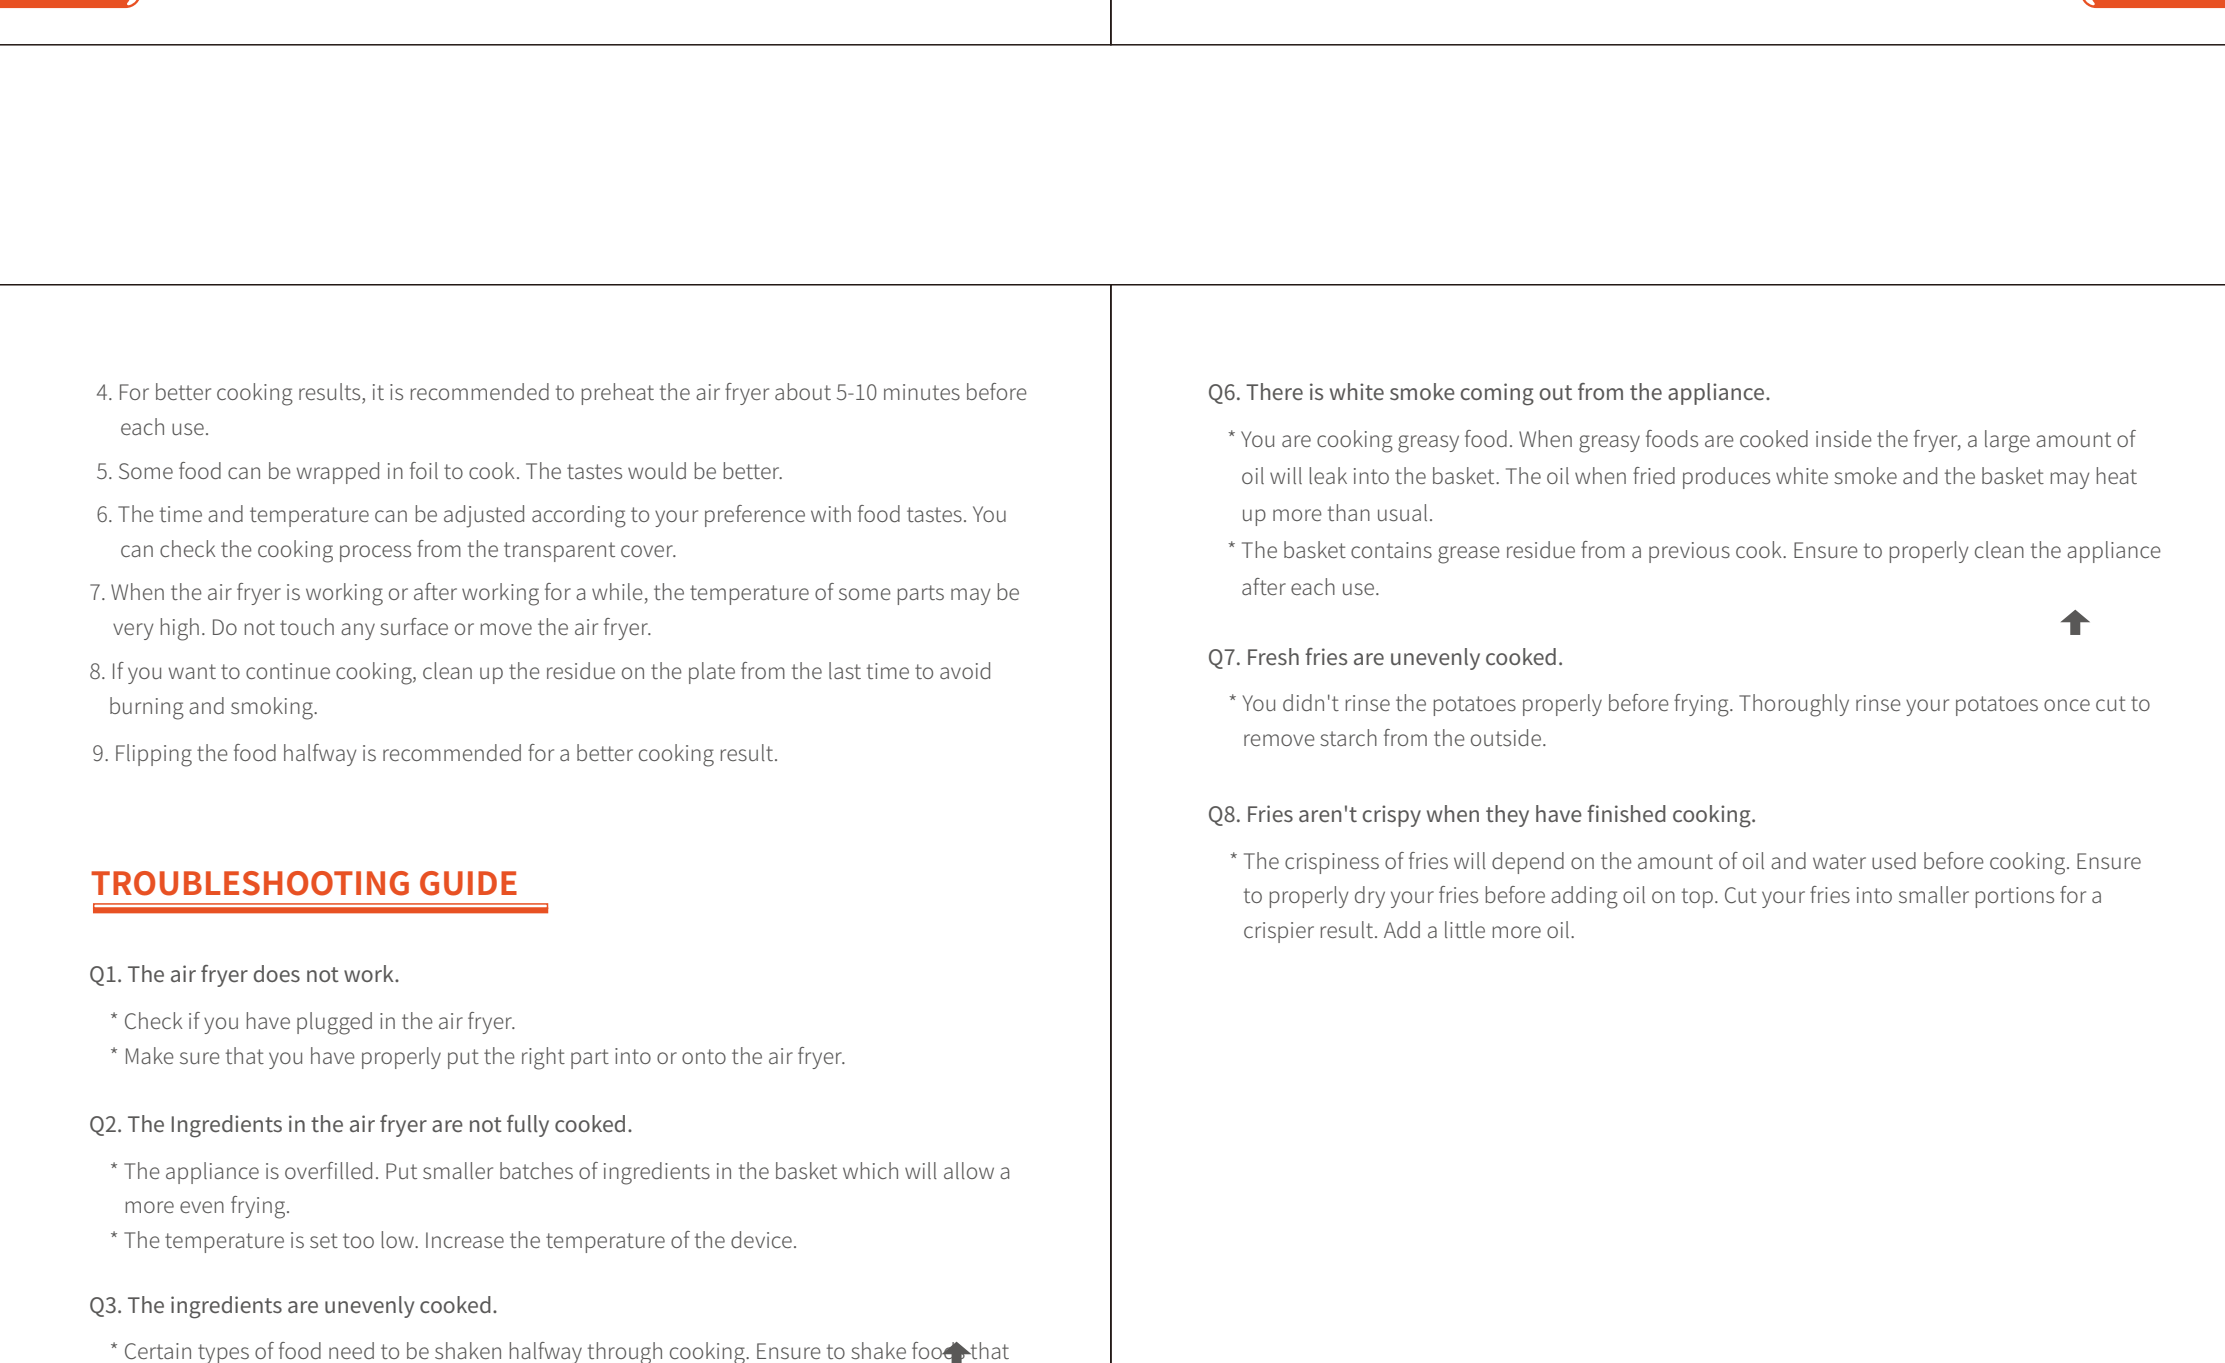 4. For better cooking results, it is recommended to preheat the air fryer about 5-10 minutes before
each use.
5. Some food can be wrapped in foil to cook. The tastes would be better.
6. The time and temperature can be adjusted according to your preference with food tastes. You
can check the cooking process from the transparent cover.
7. When the air fryer is working or after working for a while, the temperature of some parts may be
very high. Do not touch any surface or move the air fryer.
8. If you want to continue cooking, clean up the residue on the plate from the last time to avoid
burning and smoking.
9. Flipping the food halfway is recommended for a better cooking result.
TROUBLESHOOTING GUIDE
Q1. The air fryer does not work.
* Check if you have plugged in the air fryer.
* Make sure that you have properly put the right part into or onto the air fryer.
Q2. The Ingredients in the air fryer are not fully cooked.
* The appliance is overfilled. Put smaller batches of ingredients in the basket which will allow a
more even frying.
* The temperature is set too low. Increase the temperature of the device.
Q3. The ingredients are unevenly cooked.
* Certain types of food need to be shaken halfway through cooking. Ensure to shake foods that
Q6. There is white smoke coming out from the appliance.
* You are cooking greasy food. When greasy foods are cooked inside the fryer, a large amount of
oil will leak into the basket. The oil when fried produces white smoke and the basket may heat
up more than usual.
* The basket contains grease residue from a previous cook. Ensure to properly clean the appliance
after each use.
Q7. Fresh fries are unevenly cooked.
* You didn't rinse the potatoes properly before frying. Thoroughly rinse your potatoes once cut to
remove starch from the outside.
Q8. Fries aren't crispy when they have finished cooking.
* The crispiness of fries will depend on the amount of oil and water used before cooking. Ensure
to properly dry your fries before adding oil on top. Cut your fries into smaller portions for a
crispier result. Add a little more oil.